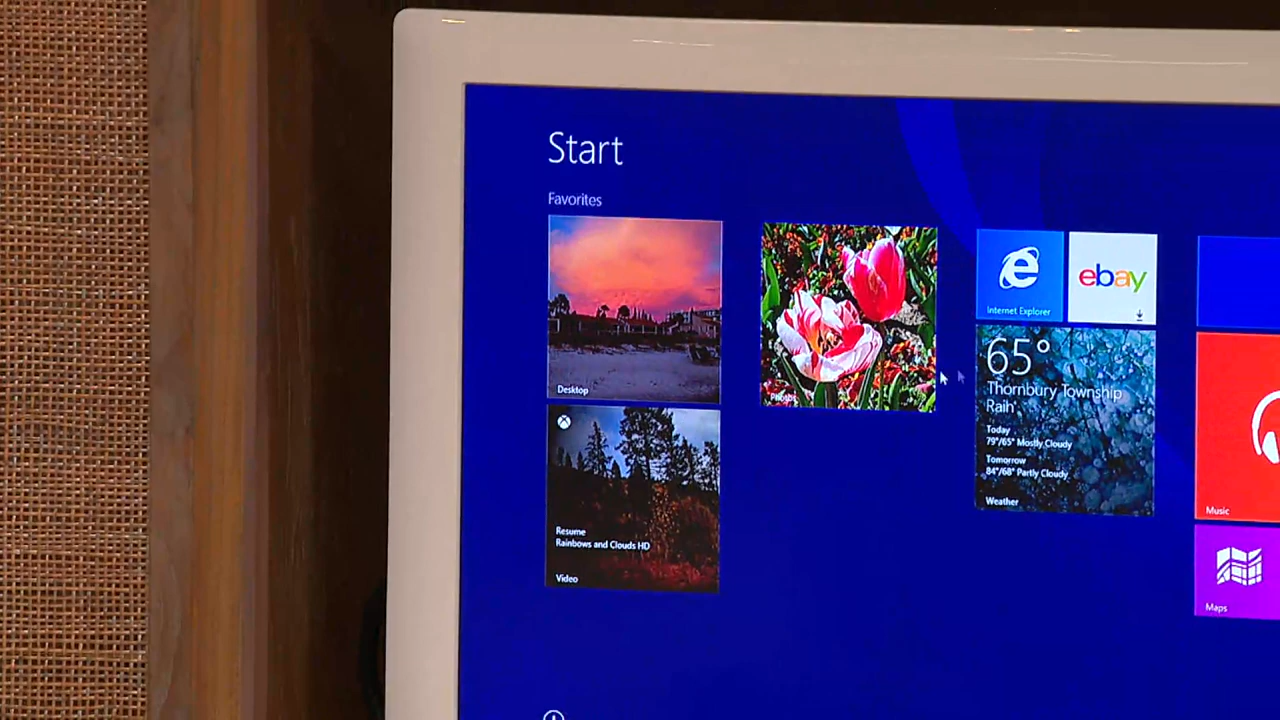 Start
Favorites
Desktop
Resume
Rainbows and Clouds HD
Video
Photos
Internet Explorer
ebay
65°
Thornbury Township
Rain
Today
79°/65° Mostly Cloudy
Tomorrow
84°/68° Partly Cloudy
Weather
Music
Maps